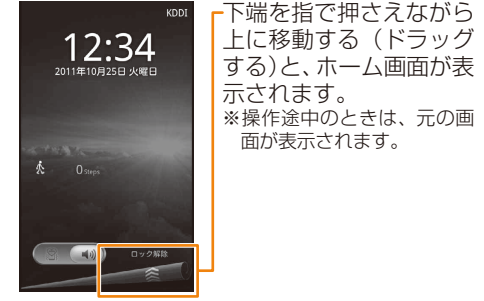 KDDI
12:34
2011年10月25日 火曜日
0 Steps
ロック解除
下端を指で押さえながら
上に移動する（ドラッグ
する）と、ホーム画面が表
示されます。
※操作途中のときは、元の画
面が表示されます。